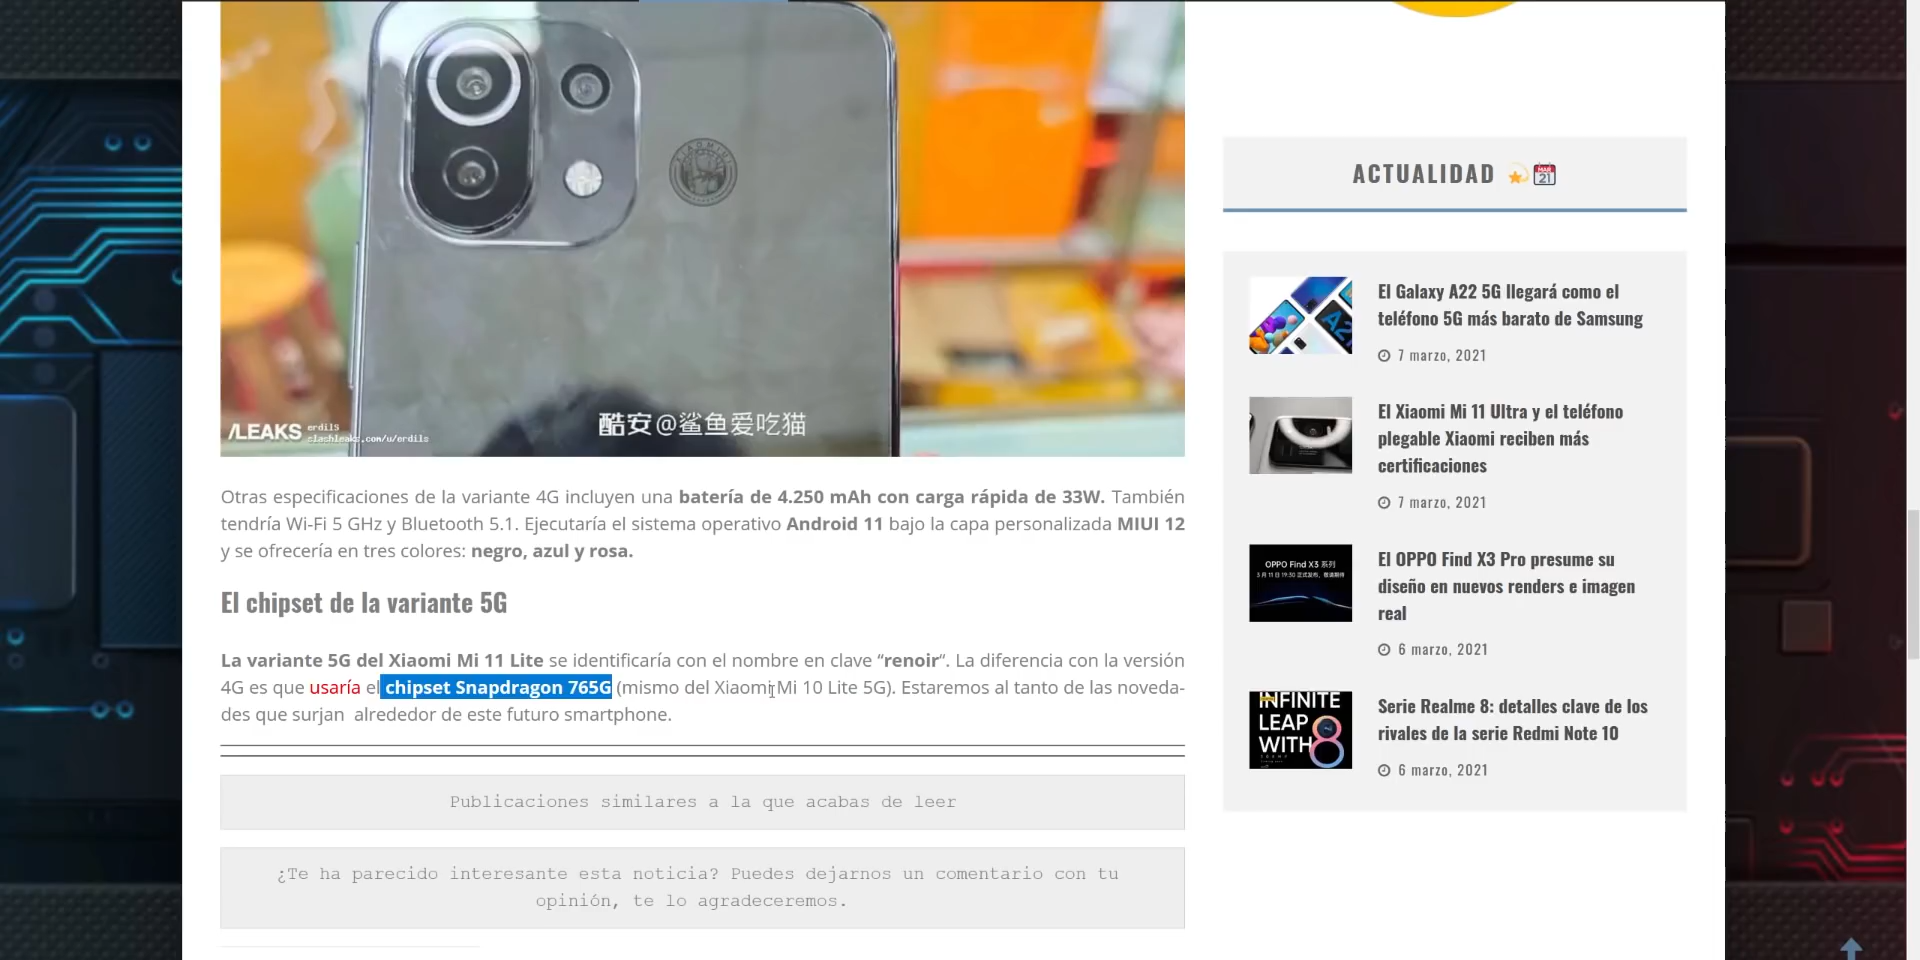 XIAOMIMI
酷安@鲨鱼爱吃猫
/LEAKS erdilS
slashleaks.com/u/erdils
Otras especificaciones de la variante 4G incluyen una batería de 4.250 mAh con carga rápida de 33W. También
tendría Wi-Fi 5 GHz y Bluetooth 5.1. Ejecutaría el sistema operativo Android 11 bajo la capa personalizada MIUI 12
y se ofrecería en tres colores: negro, azul y rosa.
El chipset de la variante 5G
La variante 5G del Xiaomi Mi 11 Lite se identificaría con el nombre en clave “renoir“. La diferencia con la versión
4G es que usaría el chipset Snapdragon 765G (mismo del Xiaomi Mi 10 Lite 5G). Estaremos al tanto de las noveda-
des que surjan alrededor de este futuro smartphone.
Publicaciones similares a la que acabas de leer
¿Te ha parecido interesante esta noticia? Puedes dejarnos un comentario con tu
opinión, te lo agradeceremos.
ACTUALIDAD
MAR
21
El Galaxy A22 5G llegará como el
teléfono 5G más barato de Samsung
7 marzo, 2021
El Xiaomi Mi 11 Ultra y el teléfono
plegable Xiaomi reciben más
certificaciones
7 marzo, 2021
OPPO Find X3 系列
3 月 11 日 19:30 正式发布，敬请期待
El OPPO Find X3 Pro presume su
diseño en nuevos renders e imagen
real
6 marzo, 2021
INFINITE
LEAP
WITH 8
Serie Realme 8: detalles clave de los
rivales de la serie Redmi Note 10
6 marzo, 2021